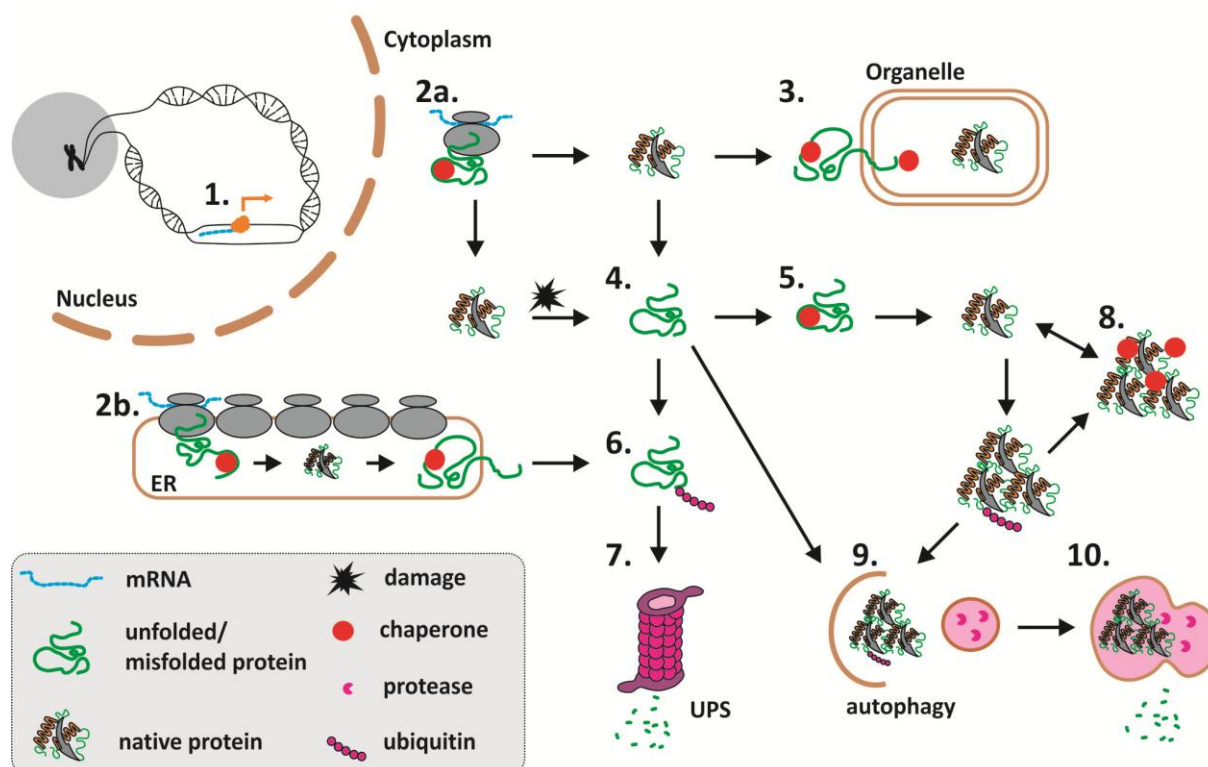 Cytoplasm
Nucleus
1.
2a.
3.
Organelle
4.
5.
8.
2b.
ER
6.
7.
UPS
9.
autophagy
10.
mRNA
unfolded/
misfolded protein
native protein
damage
chaperone
protease
ubiquitin